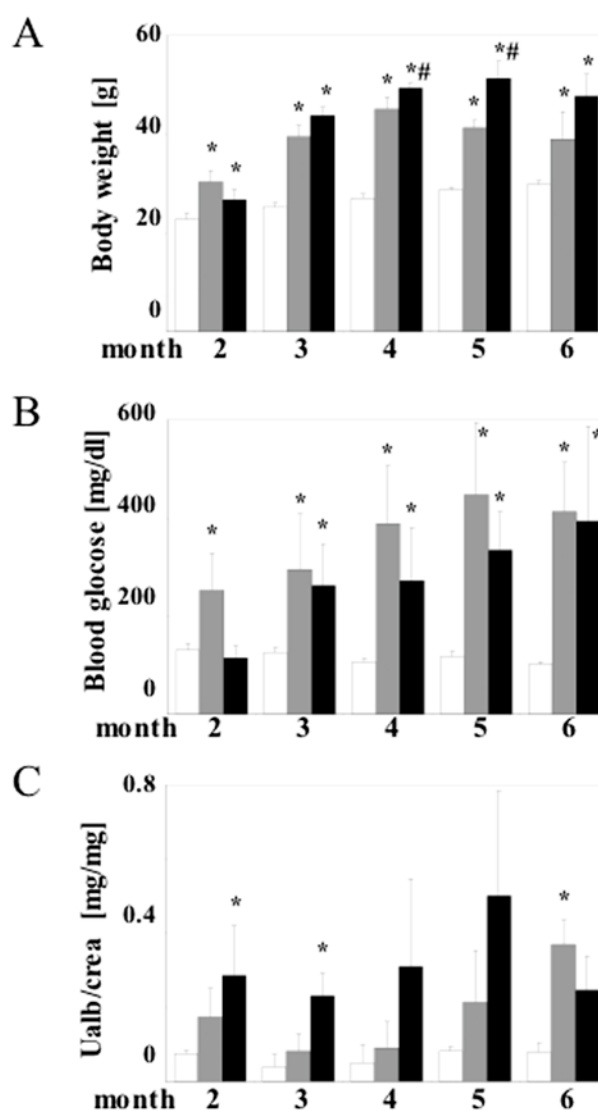 A
Body weight [g]
60
40
20
0
* * * * * *# * *# * *
month 2 3 4 5 6
B
Blood glocose [mg/dl]
600
400
200
0
* * * * * * * * *
month 2 3 4 5 6
C
Ualb/crea [mg/mg]
0.8
0.4
0
* * *
month 2 3 4 5 6